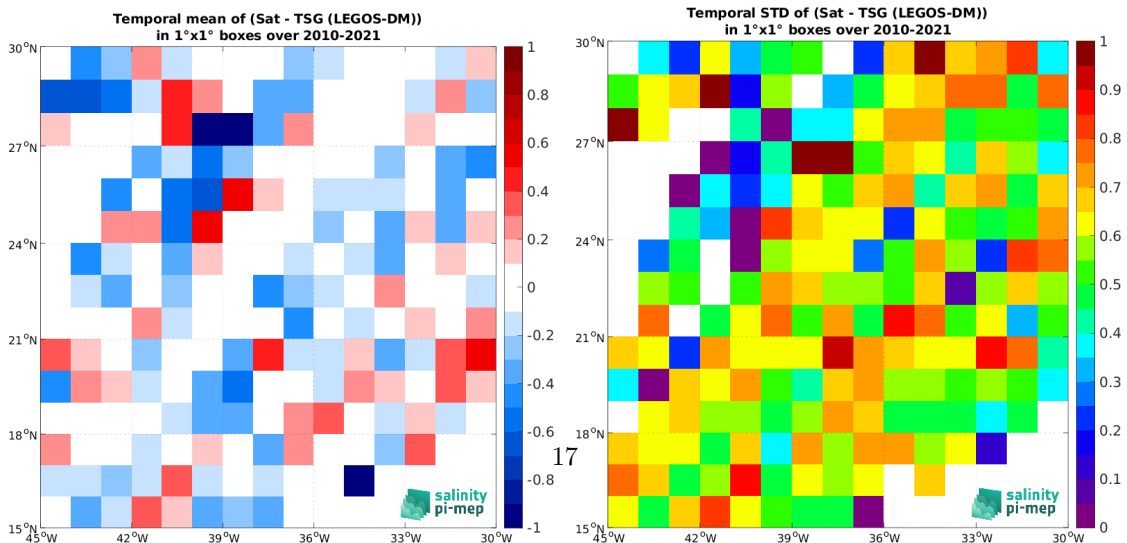 Temporal mean of (Sat - TSG (LEGOS-DM))
in 1°x1° boxes over 2010-2021
30°N
27°N
24°N
21°N
18°N
15°N
45°W
42°W
39°W
36°W
33°W
30°W
1
0.8
0.6
0.4
0.2
0
-0.2
-0.4
-0.6
-0.8
-1
salinity
pi-mep
17
Temporal STD of (Sat - TSG (LEGOS-DM))
in 1°x1° boxes over 2010-2021
30°N
27°N
24°N
21°N
18°N
15°N
45°W
42°W
39°W
36°W
33°W
30°W
1
0.9
0.8
0.7
0.6
0.5
0.4
0.3
0.2
0.1
0
salinity
pi-mep